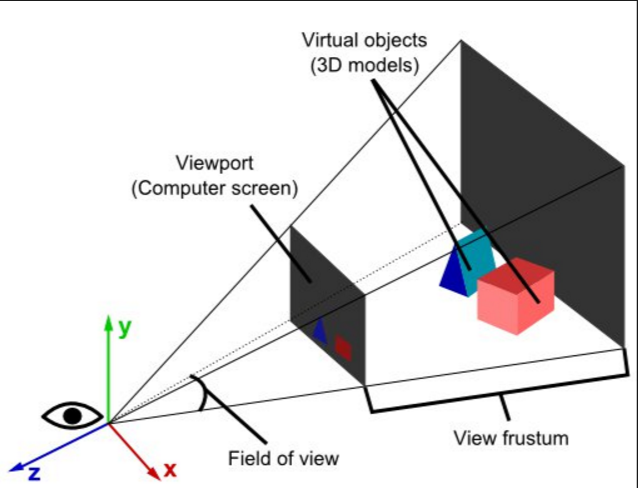 Virtual objects
(3D models)
Viewport
(Computer screen)
y
z
x
Field of view
View frustum